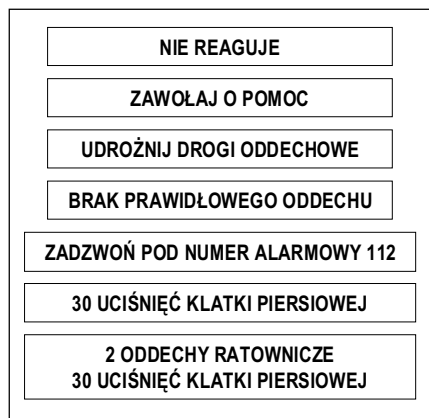 NIE REAGUJE
ZAWOŁAJ O POMOC
UDROŻNIJ DROGI ODDECHOWE
BRAK PRAWIDŁOWEGO ODDECHU
ZADZWOŃ POD NUMER ALARMOWY 112
30 UCIŚNIĘĆ KLATKI PIERSIOWEJ
2 ODDECHY RATOWNICZE
30 UCIŚNIĘĆ KLATKI PIERSIOWEJ